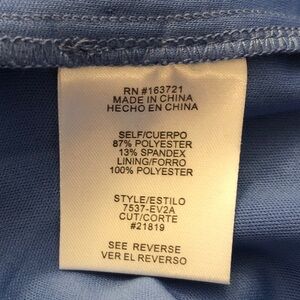 RN #163721
MADE IN CHINA
HECHO EN CHINA
SELF/CUERPO
87% POLYESTER
13% SPANDEX
LINING/FORRO
100% POLYESTER
STYLE/ESTILO
7537-EV2A
CUT/CORTE
#21819
SEE REVERSE
VER EL REVERSO